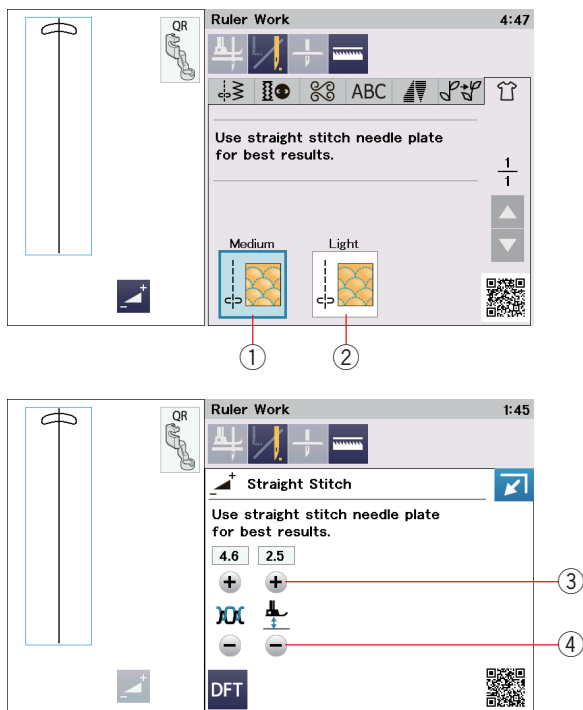 QR
Ruler Work 4:47
ABC
Use straight stitch needle plate
for best results.
1
1
Medium Light
① ②
QR
Ruler Work 1:45
Straight Stitch
Use straight stitch needle plate
for best results.
4.6 2.5
③
④
DFT